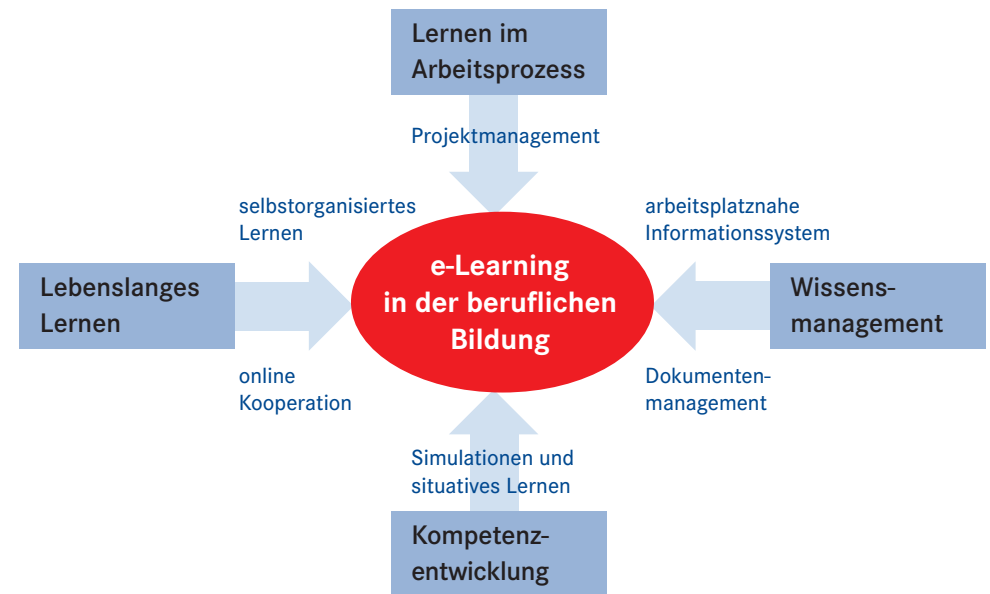 Lernen im
Arbeitsprozess
Projektmanagement
selbstorganisiertes
Lernen
arbeitsplatznahe
Informationssystem
Lebenslanges
Lernen
e-Learning
in der beruflichen
Bildung
Wissens-
management
online
Kooperation
Dokumenten-
management
Simulationen und
situatives Lernen
Kompetenz-
entwicklung